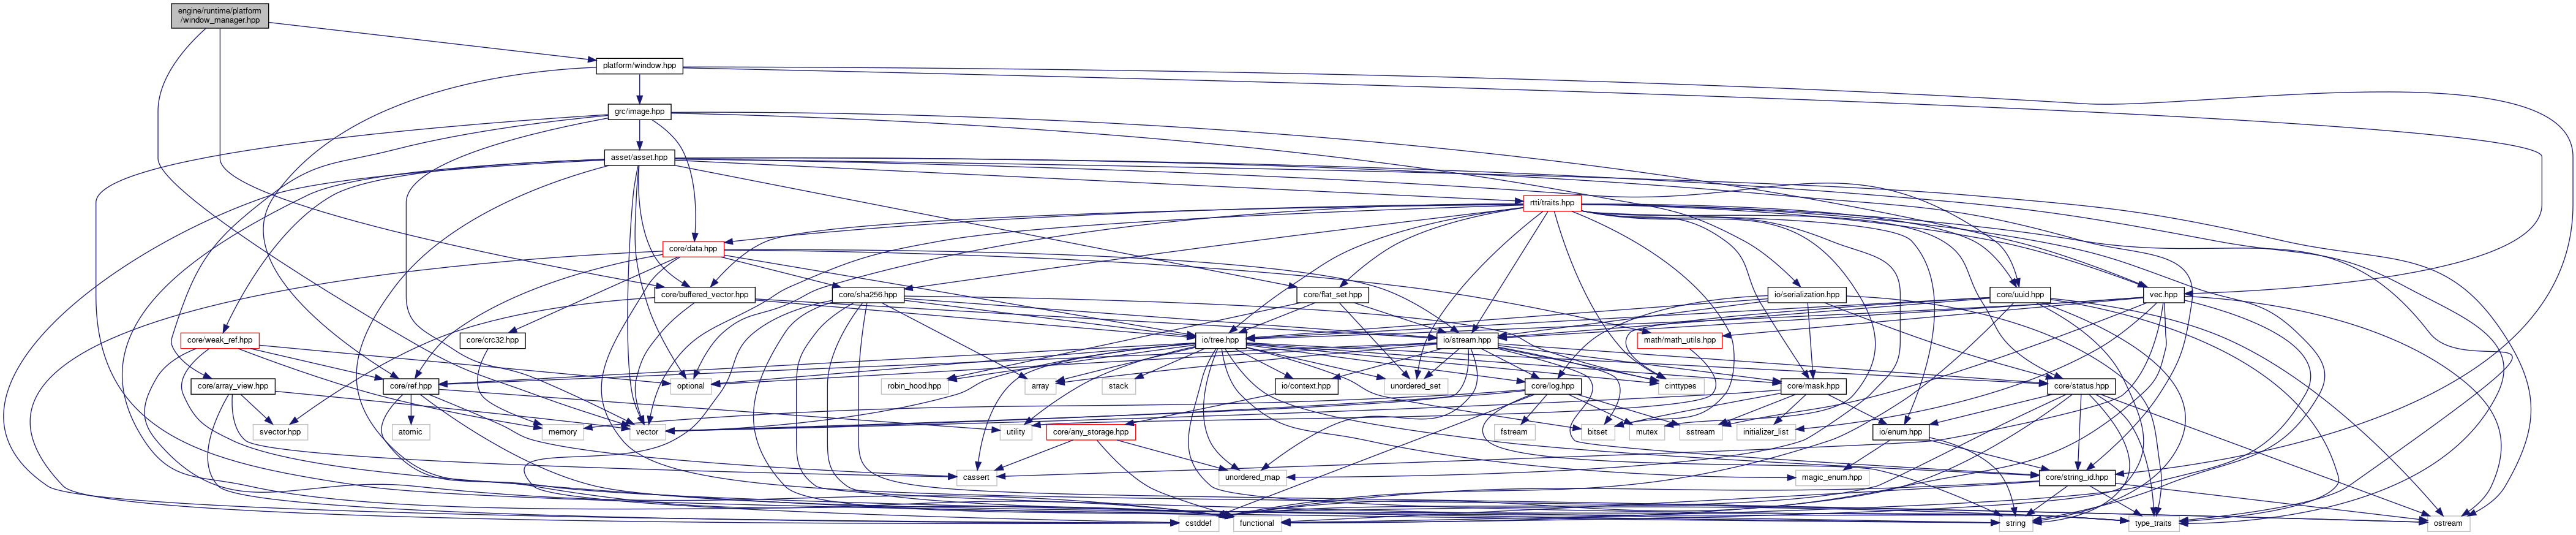 engine/runtime/platform
/window_manager.hpp
platform/window.hpp
grc/image.hpp
asset/asset.hpp
rtti/traits.hpp
core/data.hpp
core/buffered_vector.hpp
core/sha256.hpp
core/flat_set.hpp
io/serialization.hpp
core/uuid.hpp
vec.hpp
core/weak_ref.hpp
core/crc32.hpp
io/tree.hpp
io/stream.hpp
math/math_utils.hpp
core/array_view.hpp
core/ref.hpp
optional
robin_hood.hpp
array
stack
io/context.hpp
unordered_set
core/log.hpp
cinttypes
core/mask.hpp
core/status.hpp
svector.hpp
atomic
memory
vector
utility
core/any_storage.hpp
fstream
bitset
mutex
sstream
initializer_list
io/enum.hpp
cassert
unordered_map
magic_enum.hpp
core/string_id.hpp
cstddef
functional
string
type_traits
ostream